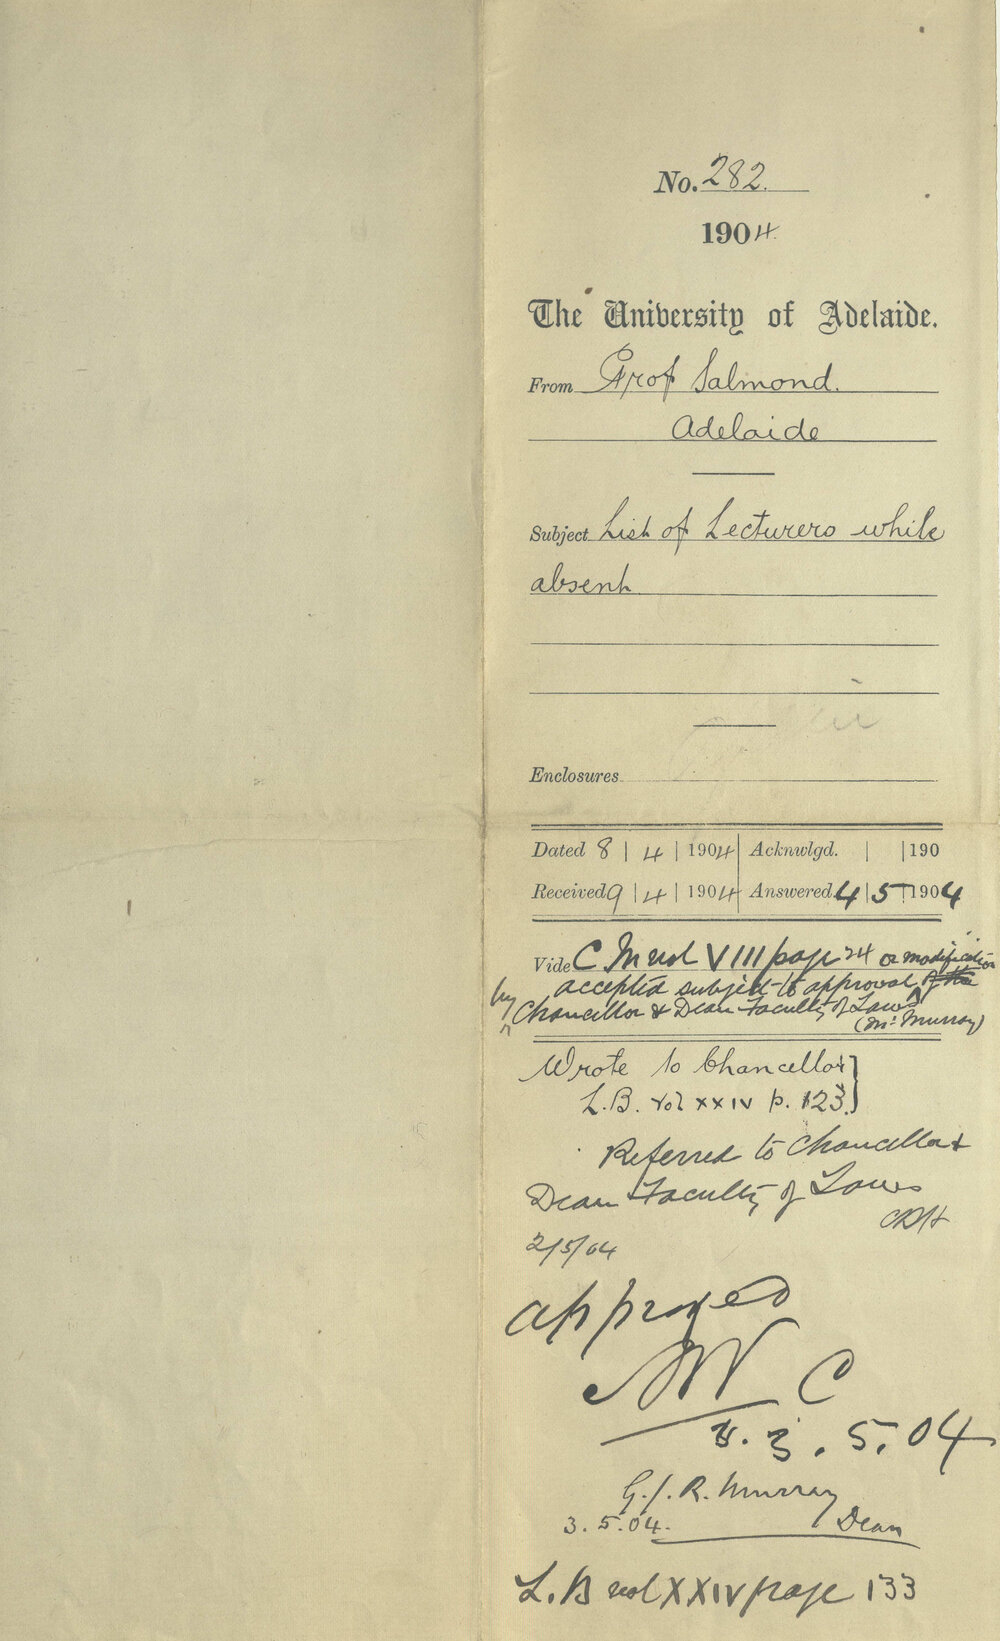 No. 282.
1904.
The University of Adelaide.
From Prof Salmond.
Adelaide
Subject List of Lecturers while
absent
Enclosures
Dated 8 | 4 | 1904 Acknwlgd. | | 190
Received 9 | 4 | 1904 Answered 4 | 5 | 1904
Vide C M vol VIII page 24 or modification
accepted subject to approval of the
by Chancellor & Dean Faculty of Laws
(Mr Murray)
Wrote to Chancellor
L.B. vol XXIV p. 123.
Referred to Chancellor &
Dean Faculty of Laws
CRH
2/5/04
approved
SJW C
3. 5. 04
G. J. R. Murray
3. 5. 04. Dean
L. B vol XXIV page 133